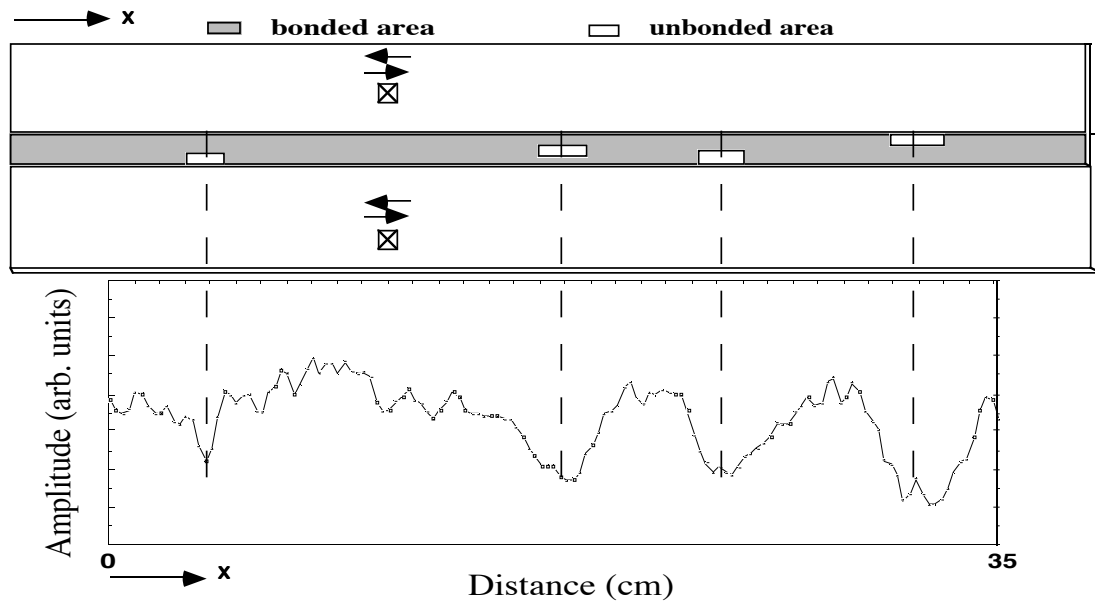 x
bonded area
unbonded area
Amplitude (arb. units)
0
35
x
Distance (cm)